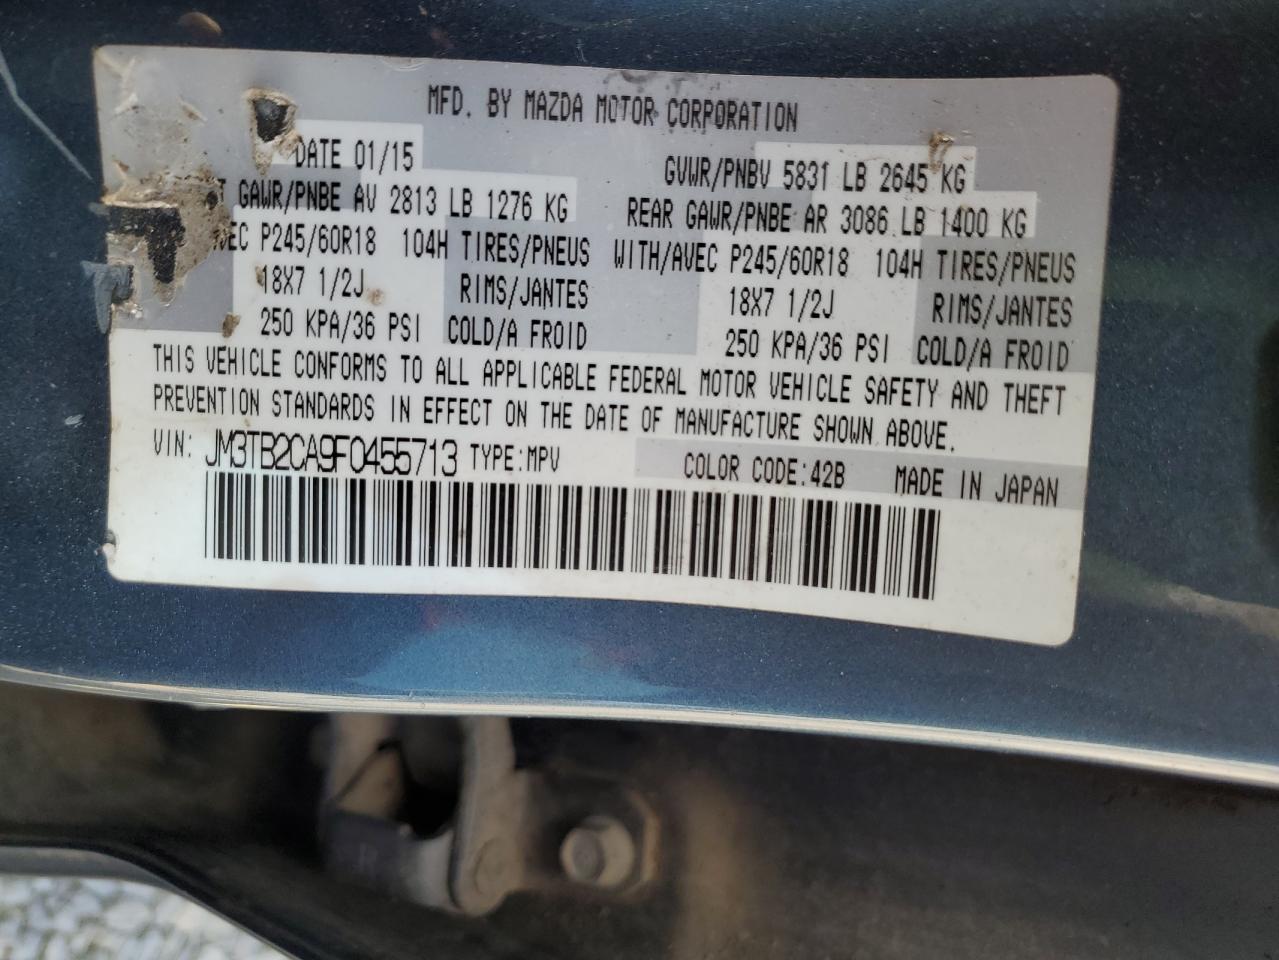 MFD. BY MAZDA MOTOR CORPORATION
DATE 01/15 GVWR/PNBV 5831 LB 2645 KG
GAWR/PNBE AV 2813 LB 1276 KG REAR GAWR/PNBE AR 3086 LB 1400 KG
P245/60R18 104H TIRES/PNEUS WITH/AVEC P245/60R18 104H TIRES/PNEUS
18X7 1/2J RIMS/JANTES 18X7 1/2J RIMS/JANTES
250 KPA/36 PSI COLD/A FROID 250 KPA/36 PSI COLD/A FROID
THIS VEHICLE CONFORMS TO ALL APPLICABLE FEDERAL MOTOR VEHICLE SAFETY AND THEFT
PREVENTION STANDARDS IN EFFECT ON THE DATE OF MANUFACTURE SHOWN ABOVE.
VIN: JM3TB2CA9F0455713 TYPE:MPV COLOR CODE:42B MADE IN JAPAN